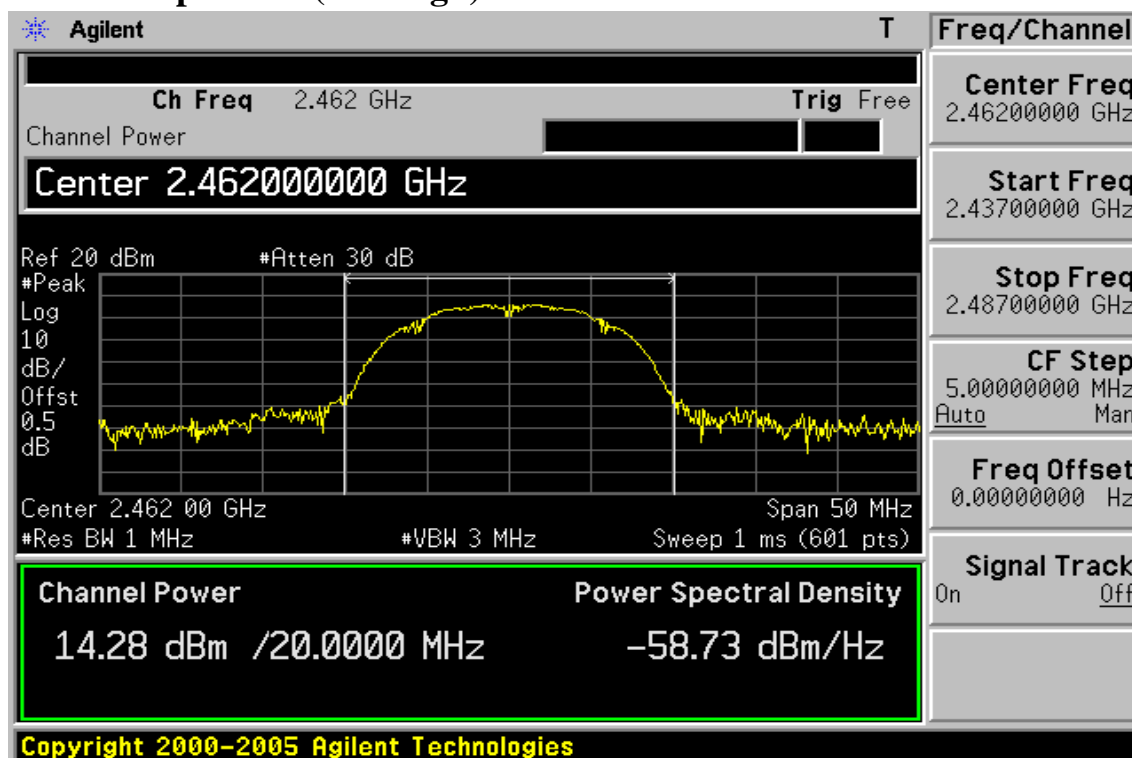 Agilent T Freq/Channel
Ch Freq 2.462 GHz Trig Free
Channel Power
Center 2.462000000 GHz
Ref 20 dBm #Atten 30 dB
#Peak
Log
10
dB/
Offst
0.5
dB
Center 2.462 00 GHz Span 50 MHz
#Res BW 1 MHz #VBW 3 MHz Sweep 1 ms (601 pts)
Channel Power Power Spectral Density
14.28 dBm /20.0000 MHz -58.73 dBm/Hz
Center Freq
2.46200000 GHz
Start Freq
2.43700000 GHz
Stop Freq
2.48700000 GHz
CF Step
5.00000000 MHz
Auto Man
Freq Offset
0.00000000 Hz
Signal Track
On Off
Copyright 2000-2005 Agilent Technologies